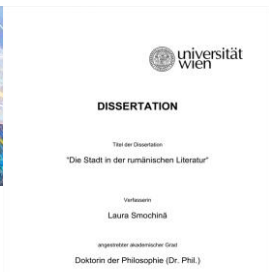 universität
wien
DISSERTATION
Titel der Dissertation
"Die Stadt in der rumänischen Literatur"
Verfasserin
Laura Smochină
angestrebter akademischer Grad
Doktorin der Philosophie (Dr. Phil.)